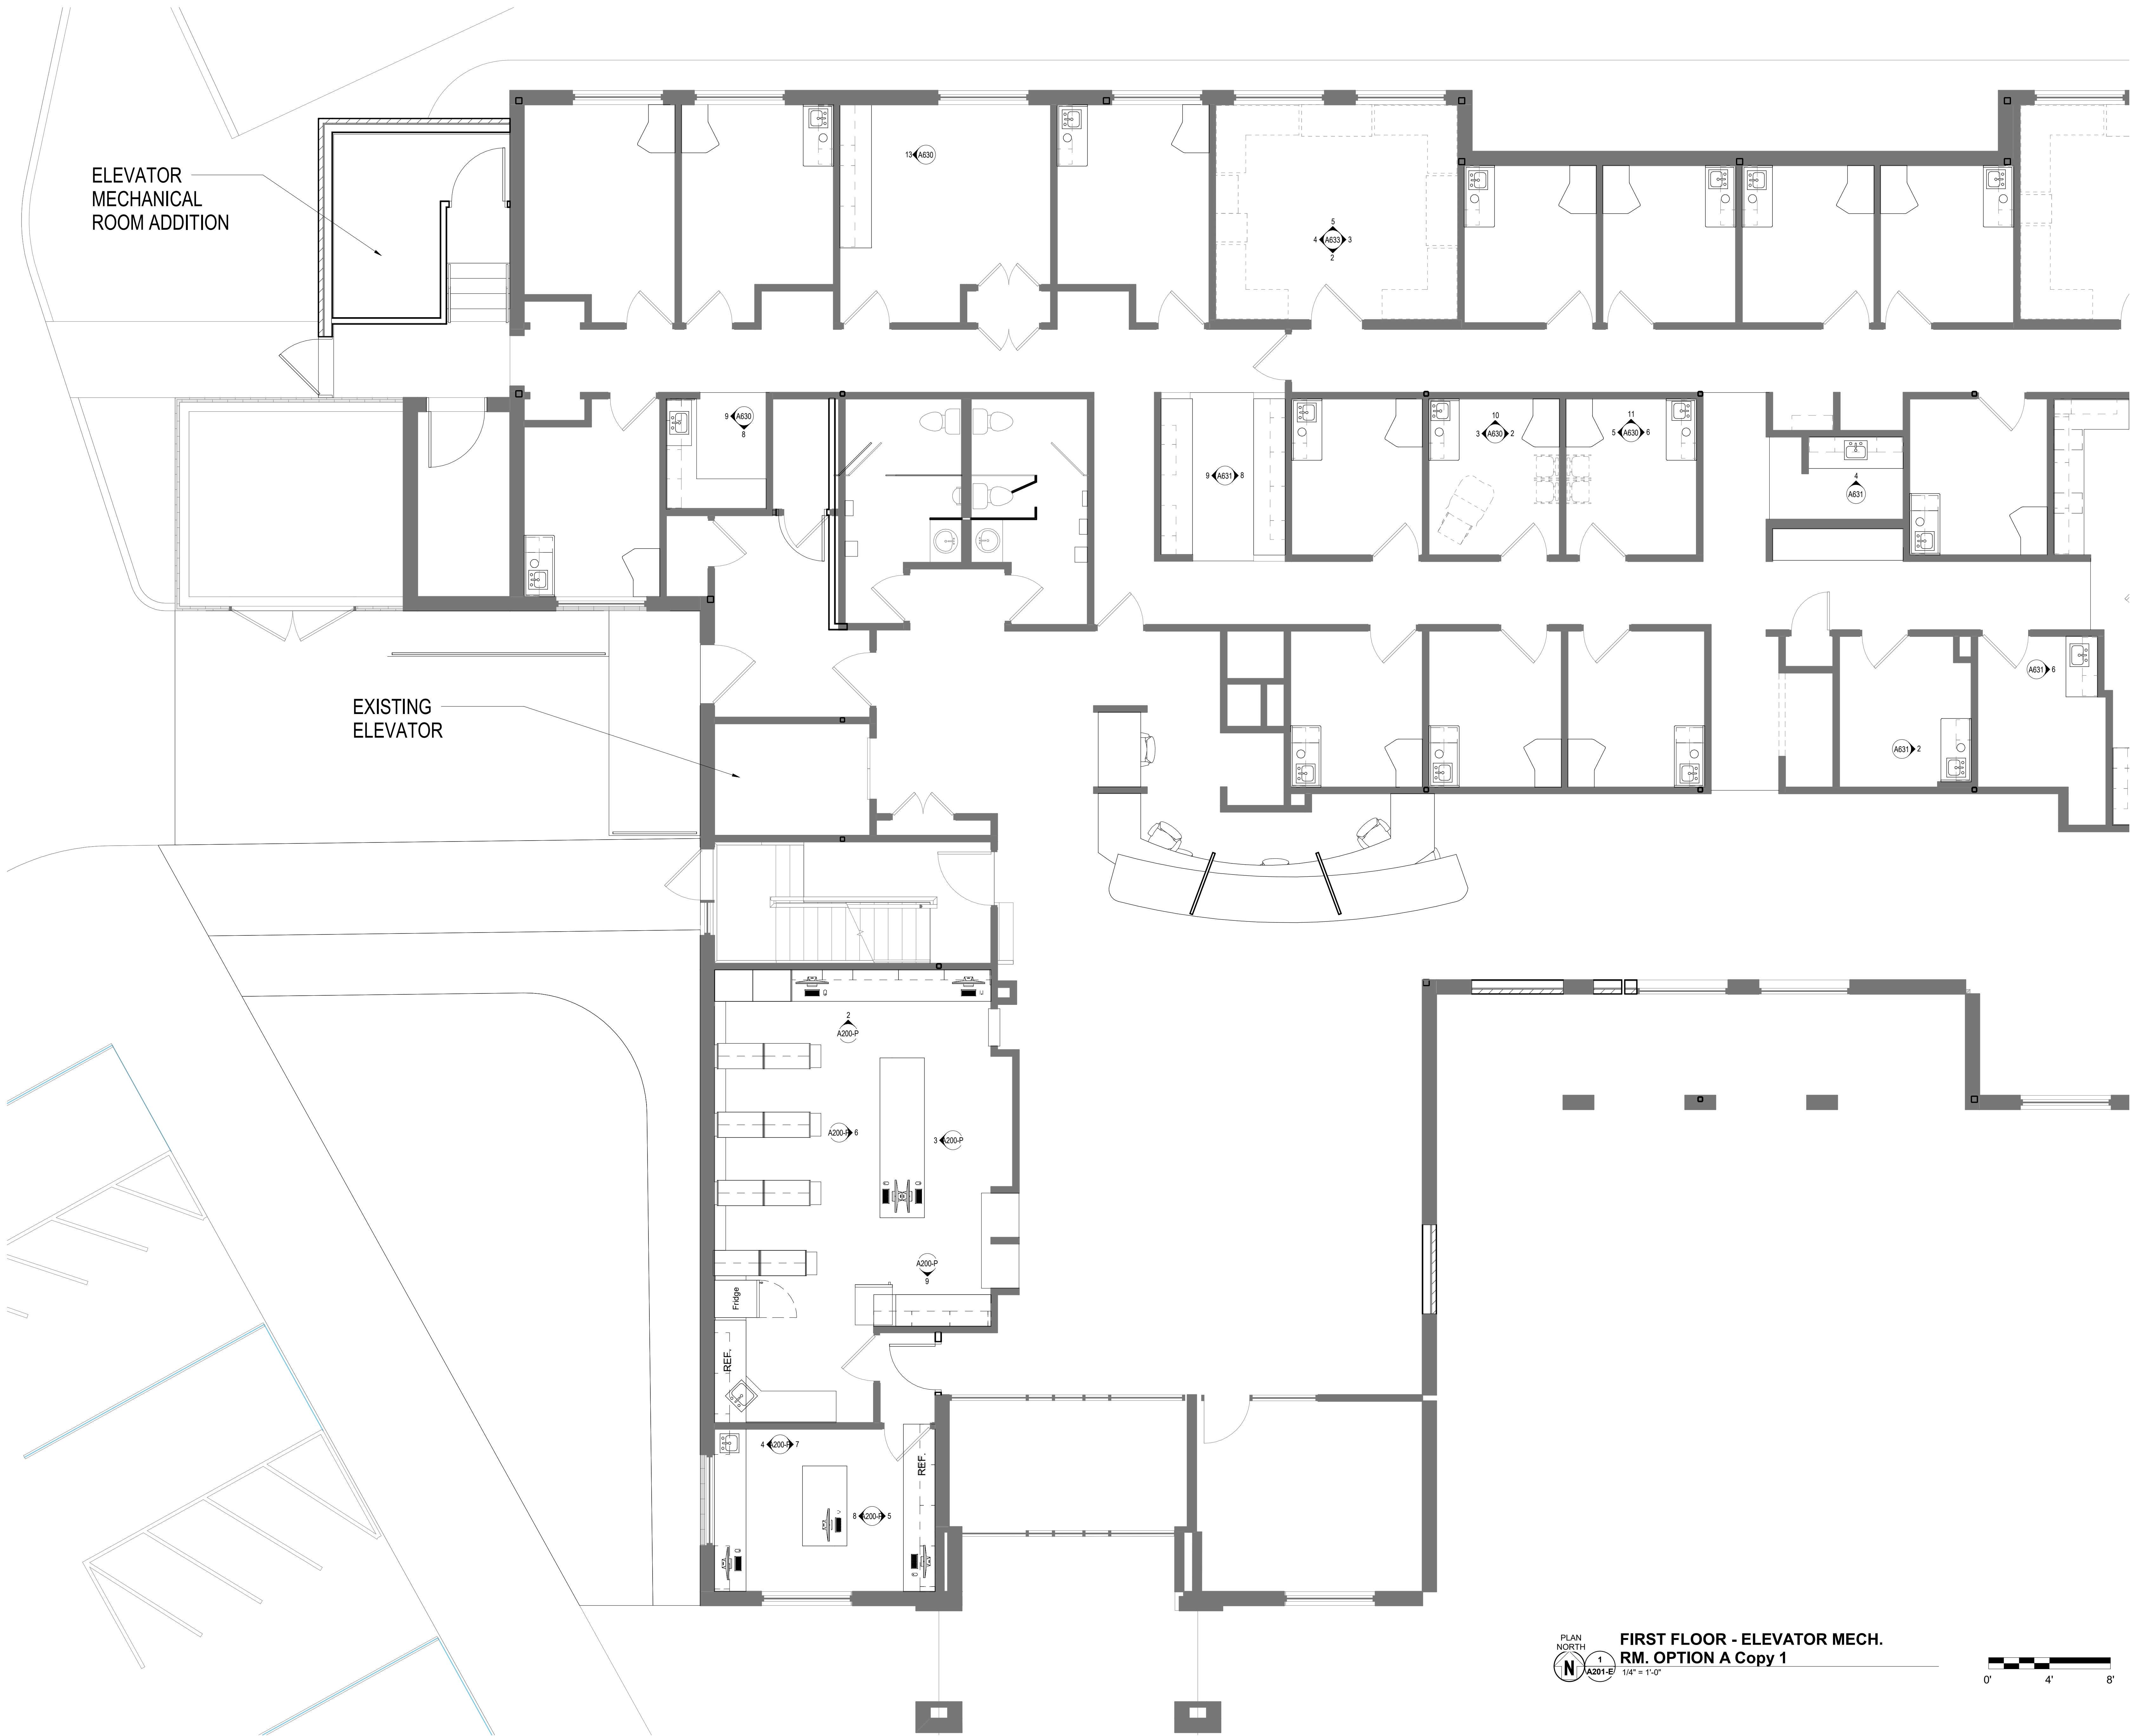 ELEVATOR
MECHANICAL
ROOM ADDITION
13 A630
5
4 A633 3
2
9 A630
8
9 A631 8
10
3 A630 2
11
5 A630 6
4
A631
A631 6
A631 2
EXISTING
ELEVATOR
2
A200-P
A200-P 6
3 A200-P
A200-P
9
Fridge
REF.
4 A200-P 7
REF.
8 A200-P 5
PLAN
NORTH
N
1
A201-E
FIRST FLOOR - ELEVATOR MECH.
RM. OPTION A Copy 1
1/4" = 1'-0"
0' 4' 8'